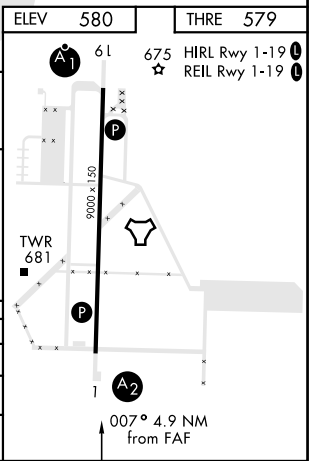 ELEV 580
THRE 579
A1
61
675
HIRL Rwy 1-19 L
REIL Rwy 1-19 L
P
9000 x 150
TWR
681
P
1
A2
007° 4.9 NM
from FAF